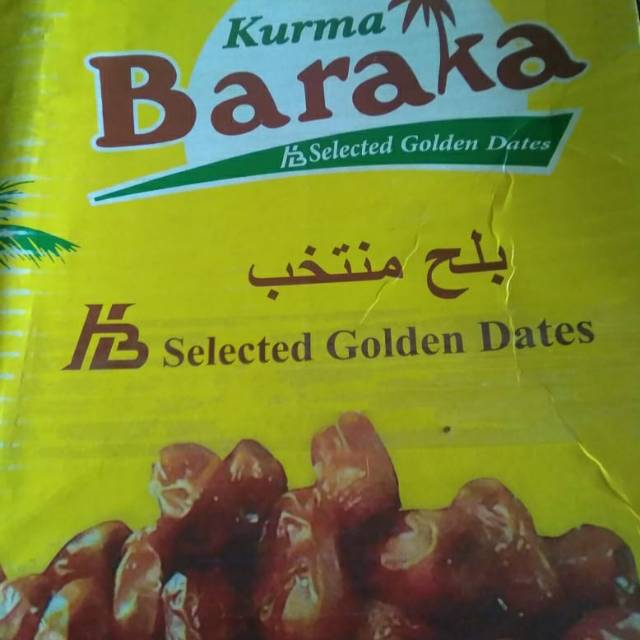 Kurma
Baraka
HB Selected Golden Dates
بلح منتخب
HB Selected Golden Dates